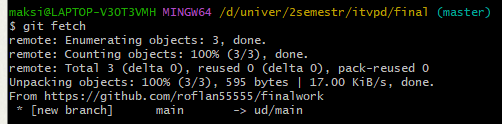 maksi@LAPTOP-V3OT3VMH MINGW64 /d/univer/2semestr/itvpd/final (master)
$ git fetch
remote: Enumerating objects: 3, done.
remote: Counting objects: 100% (3/3), done.
remote: Total 3 (delta 0), reused 0 (delta 0), pack-reused 0
Unpacking objects: 100% (3/3), 595 bytes | 17.00 KiB/s, done.
From https://github.com/roflan55555/finalwork
 * [new branch]      main       -> ud/main